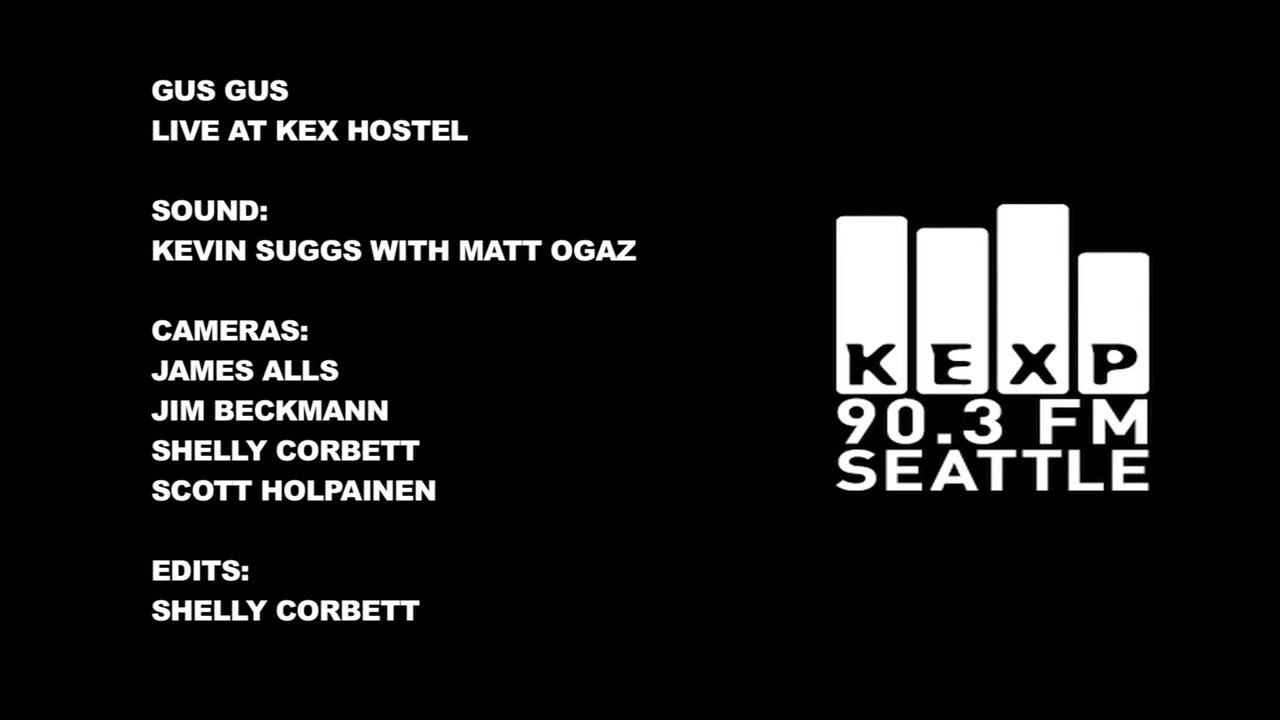 GUS GUS
LIVE AT KEX HOSTEL
SOUND:
KEVIN SUGGS WITH MATT OGAZ
CAMERAS:
JAMES ALLS
JIM BECKMANN
SHELLY CORBETT
SCOTT HOLPAINEN
EDITS:
SHELLY CORBETT
KEXP
90.3 FM
SEATTLE